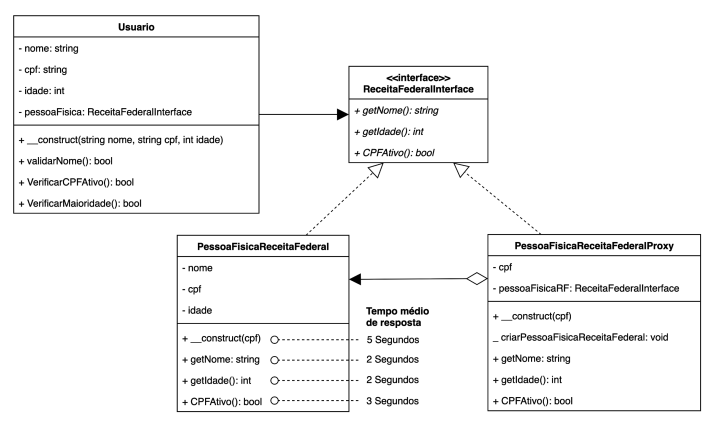 Usuario
- nome: string
- cpf: string
- idade: int
- pessoaFisica: ReceitaFederalInterface
+ __construct(string nome, string cpf, int idade)
+ validarNome(): bool
+ VerificarCPFAtivo(): bool
+ VerificarMaioridade(): bool
<<interface>>
ReceitaFederalInterface
+ getNome(): string
+ getIdade(): int
+ CPFAtivo(): bool
PessoaFisicaReceitaFederal
- nome
- cpf
- idade
+ __construct(cpf)
+ getNome: string
+ getIdade(): int
+ CPFAtivo(): bool
Tempo médio
de resposta
5 Segundos
2 Segundos
2 Segundos
3 Segundos
PessoaFisicaReceitaFederalProxy
- cpf
- pessoaFisicaRF: ReceitaFederalInterface
+ __construct(cpf)
_ criarPessoaFisicaReceitaFederal: void
+ getNome: string
+ getIdade(): int
+ CPFAtivo(): bool